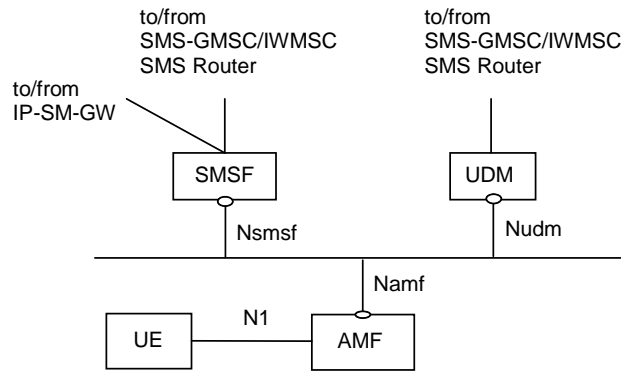 to/from
SMS-GMSC/IWMSC
SMS Router
to/from
SMS-GMSC/IWMSC
SMS Router
to/from
IP-SM-GW
SMSF
UDM
Nsmsf
Nudm
Namf
N1
UE
AMF